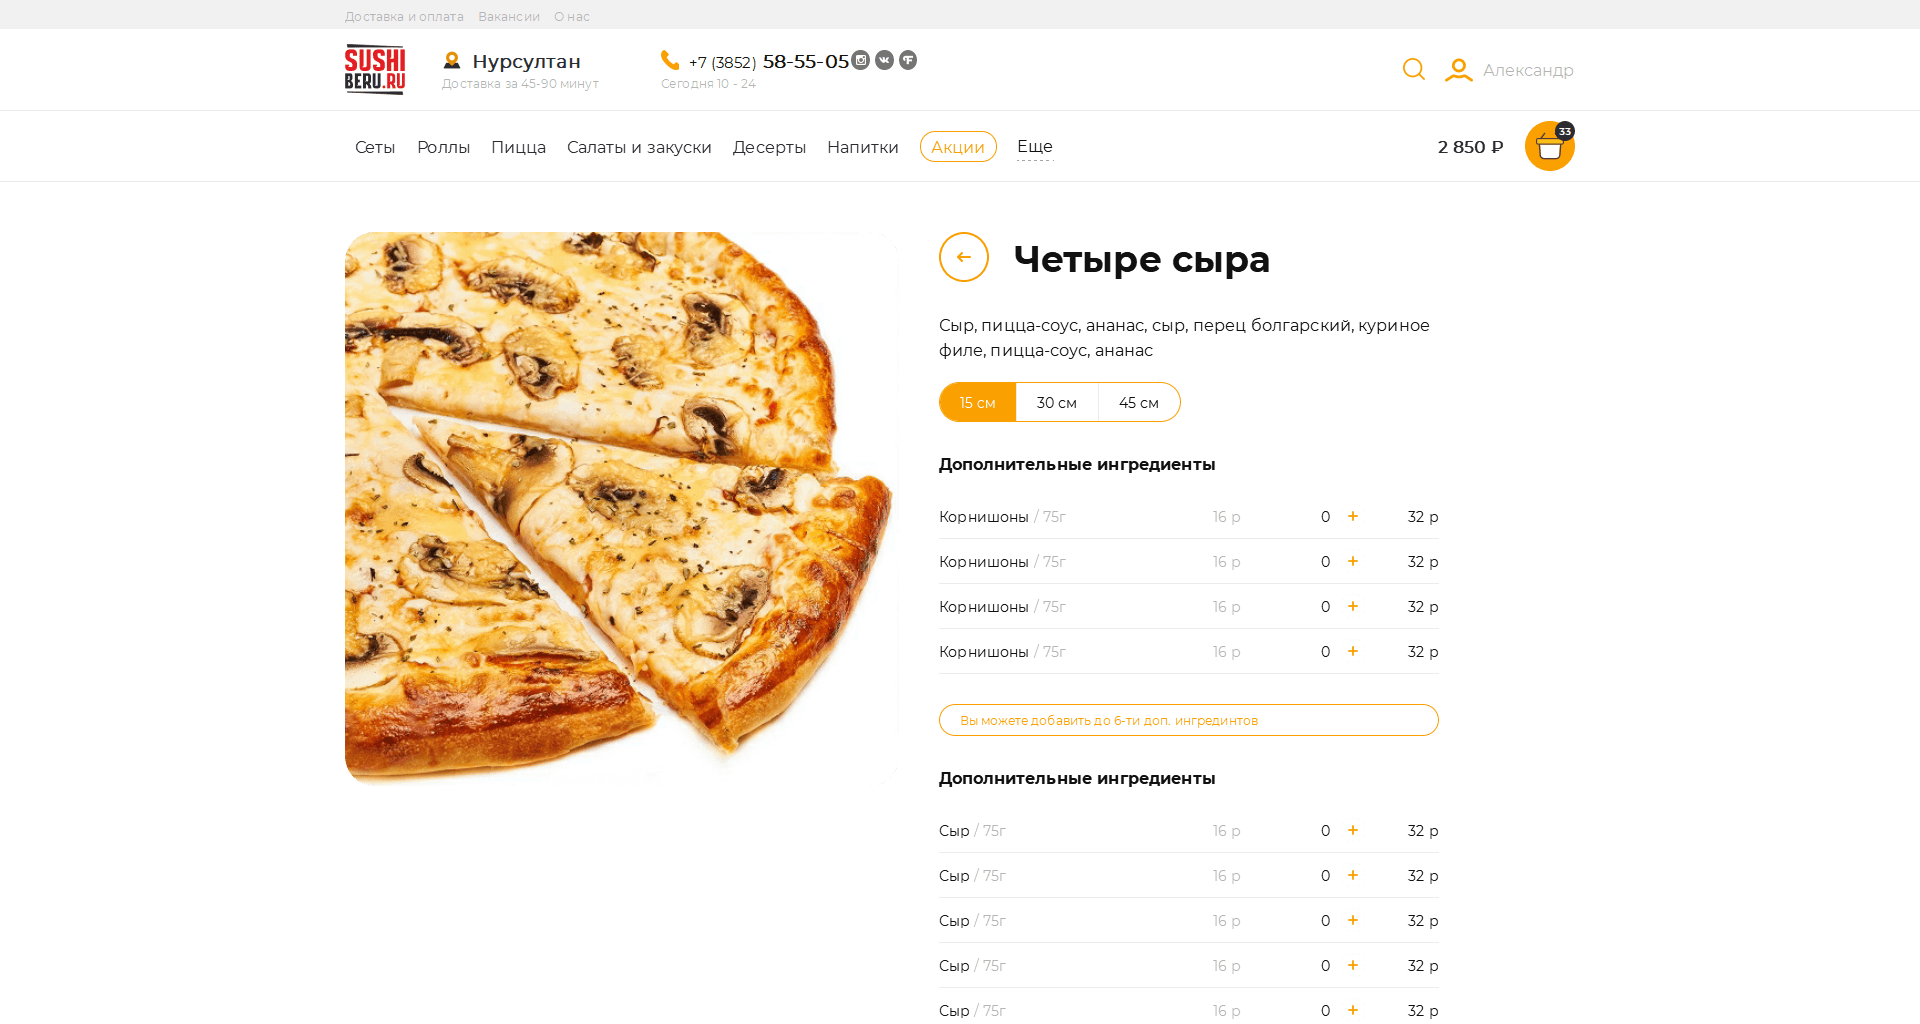 Доставка и оплата Вакансии О нас
SUSHI
BERU.RU
Нурсултан
Доставка за 45-90 минут
+7 (3852) 58-55-05
Сегодня 10 - 24
Александр
Сеты Роллы Пицца Салаты и закуски Десерты Напитки Акции Еще
2 850 ₽
33
Четыре сыра
Сыр, пицца-соус, ананас, сыр, перец болгарский, куриное
филе, пицца-соус, ананас
15 см 30 см 45 см
Дополнительные ингредиенты
Корнишоны / 75г 16 р 0 + 32 р
Корнишоны / 75г 16 р 0 + 32 р
Корнишоны / 75г 16 р 0 + 32 р
Корнишоны / 75г 16 р 0 + 32 р
Вы можете добавить до 6-ти доп. ингрединтов
Дополнительные ингредиенты
Сыр / 75г 16 р 0 + 32 р
Сыр / 75г 16 р 0 + 32 р
Сыр / 75г 16 р 0 + 32 р
Сыр / 75г 16 р 0 + 32 р
Сыр / 75г 16 р 0 + 32 р